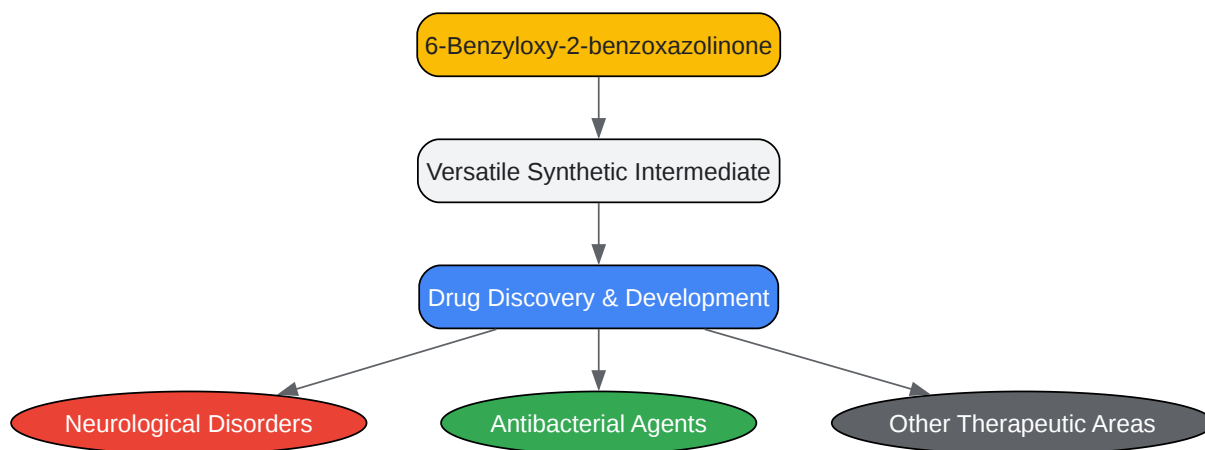 6-Benzyloxy-2-benzoxazolinone
Versatile Synthetic Intermediate
Drug Discovery & Development
Neurological Disorders
Antibacterial Agents
Other Therapeutic Areas